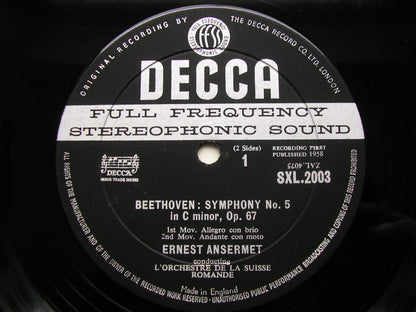 ORIGINAL RECORDING BY
THE DECCA RECORD CO. LTD. LONDON.
FULL FREQUENCY
STEREOPHONIC SOUND
DECCA
FULL FREQUENCY
STEREOPHONIC SOUND
DECCA
(2 Sides)
1
RECORDING FIRST
PUBLISHED 1958
ZAL.4075
SXL.2003
BEETHOVEN: SYMPHONY No. 5
in C minor, Op. 67
1st Mov. Allegro con brio
2nd Mov. Andante con moto
ERNEST ANSERMET
conducting
L'ORCHESTRE DE LA SUISSE
ROMANDE
Made in England
ALL RIGHTS OF THE MANUFACTURER AND OF THE OWNER OF THE RECORDED WORK RESERVED · UNAUTHORISED PUBLIC PERFORMANCE BROADCASTING AND COPYING OF THIS RECORD PROHIBITED